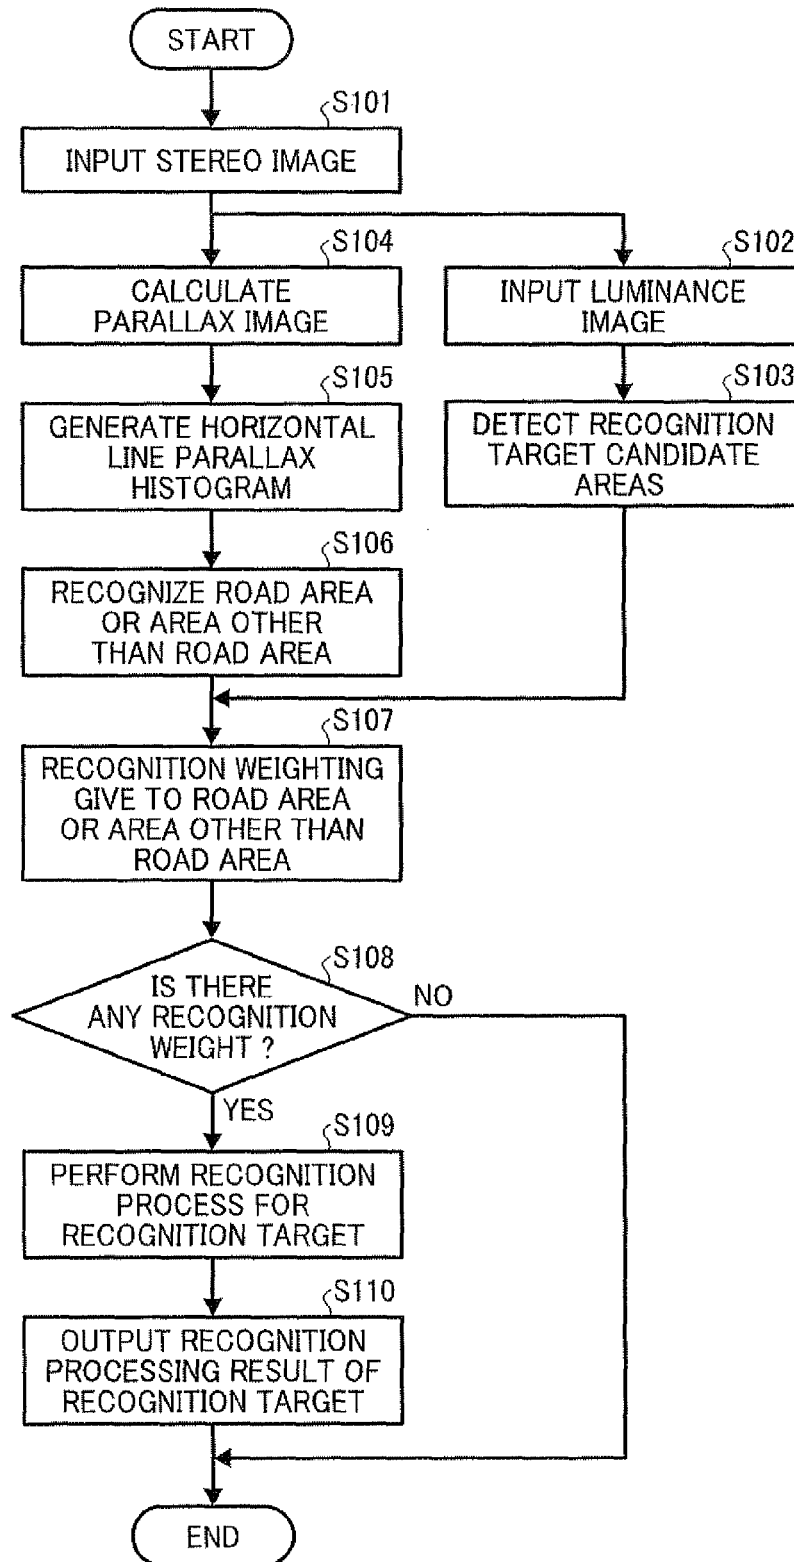 START
S101
INPUT STEREO IMAGE
S104
CALCULATE
PARALLAX IMAGE
S102
INPUT LUMINANCE
IMAGE
S105
GENERATE HORIZONTAL
LINE PARALLAX
HISTOGRAM
S103
DETECT RECOGNITION
TARGET CANDIDATE
AREAS
S106
RECOGNIZE ROAD AREA
OR AREA OTHER
THAN ROAD AREA
S107
RECOGNITION WEIGHTING
GIVE TO ROAD AREA
OR AREA OTHER THAN
ROAD AREA
S108
IS THERE
ANY RECOGNITION
WEIGHT ?
NO
YES
S109
PERFORM RECOGNITION
PROCESS FOR
RECOGNITION TARGET
S110
OUTPUT RECOGNITION
PROCESSING RESULT OF
RECOGNITION TARGET
END